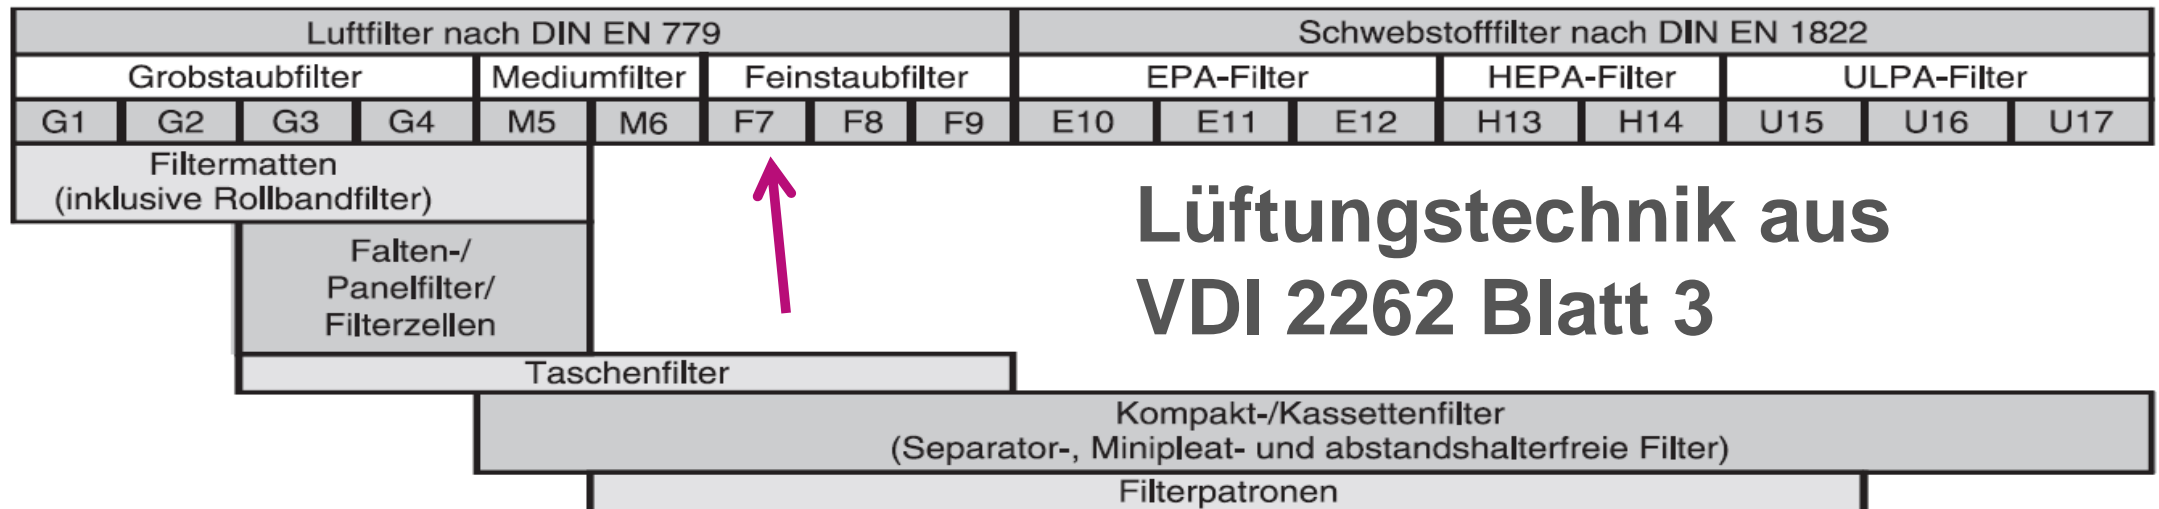 Luftfilter nach DIN EN 779 Schwebstofffilter nach DIN EN 1822
Grobstaubfilter Mediumfilter Feinstaubfilter EPA-Filter HEPA-Filter ULPA-Filter
G1 G2 G3 G4 M5 M6 F7 F8 F9 E10 E11 E12 H13 H14 U15 U16 U17
Filtermatten
(inklusive Rollbandfilter)
Lüftungstechnik aus
VDI 2262 Blatt 3
Falten-/
Panelfilter/
Filterzellen
Taschenfilter
Kompakt-/Kassettenfilter
(Separator-, Minipleat- und abstandshalterfreie Filter)
Filterpatronen